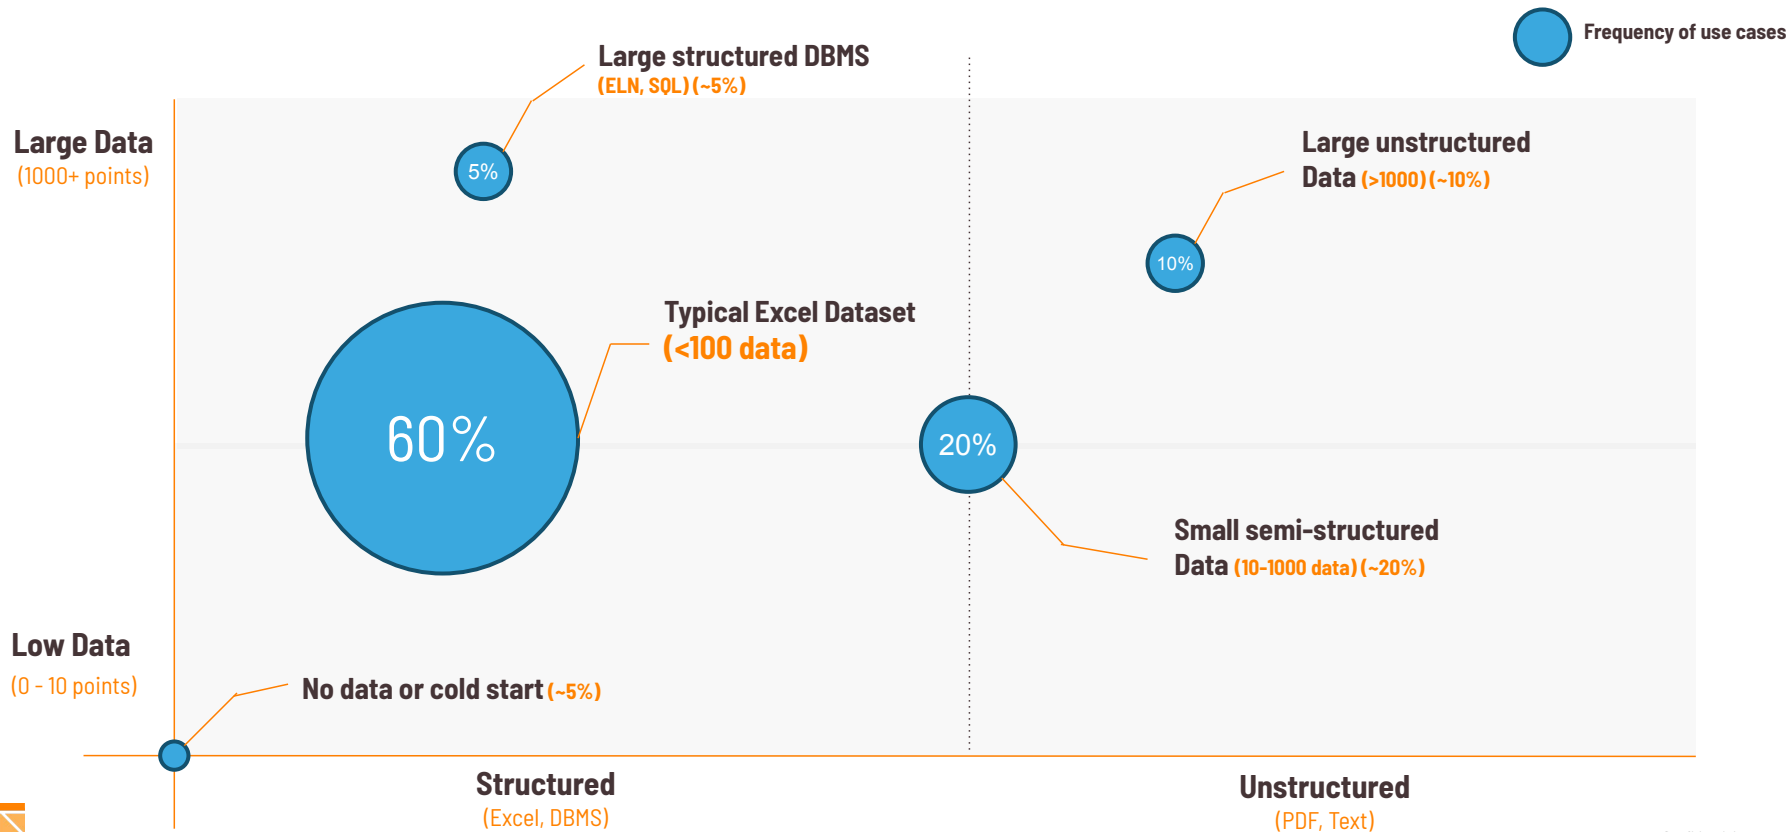 Frequency of use cases
Large structured DBMS
(ELN, SQL) (~5%)
Large Data
(1000+ points)
5%
Large unstructured
Data (>1000) (~10%)
10%
Typical Excel Dataset
(<100 data)
60%
20%
Small semi-structured
Data (10-1000 data) (~20%)
Low Data
(0 - 10 points)
No data or cold start (~5%)
Structured
(Excel, DBMS)
Unstructured
(PDF, Text)